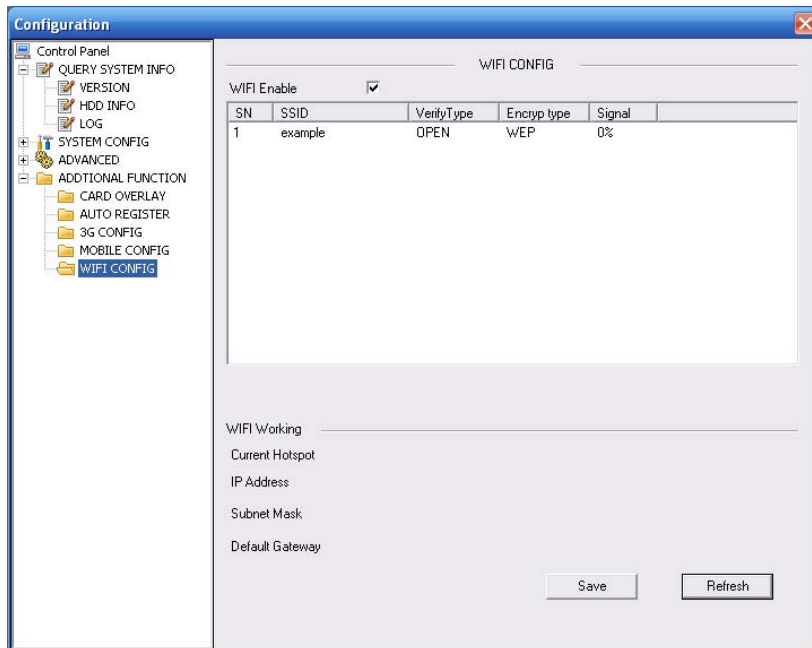 Configuration
Control Panel
QUERY SYSTEM INFO
VERSION
HDD INFO
LOG
SYSTEM CONFIG
ADVANCED
ADDTIONAL FUNCTION
CARD OVERLAY
AUTO REGISTER
3G CONFIG
MOBILE CONFIG
WIFI CONFIG
WIFI CONFIG
WIFI Enable
SN SSID VerifyType Encryp type Signal
1 example OPEN WEP 0%
WIFI Working
Current Hotspot
IP Address
Subnet Mask
Default Gateway
Save Refresh